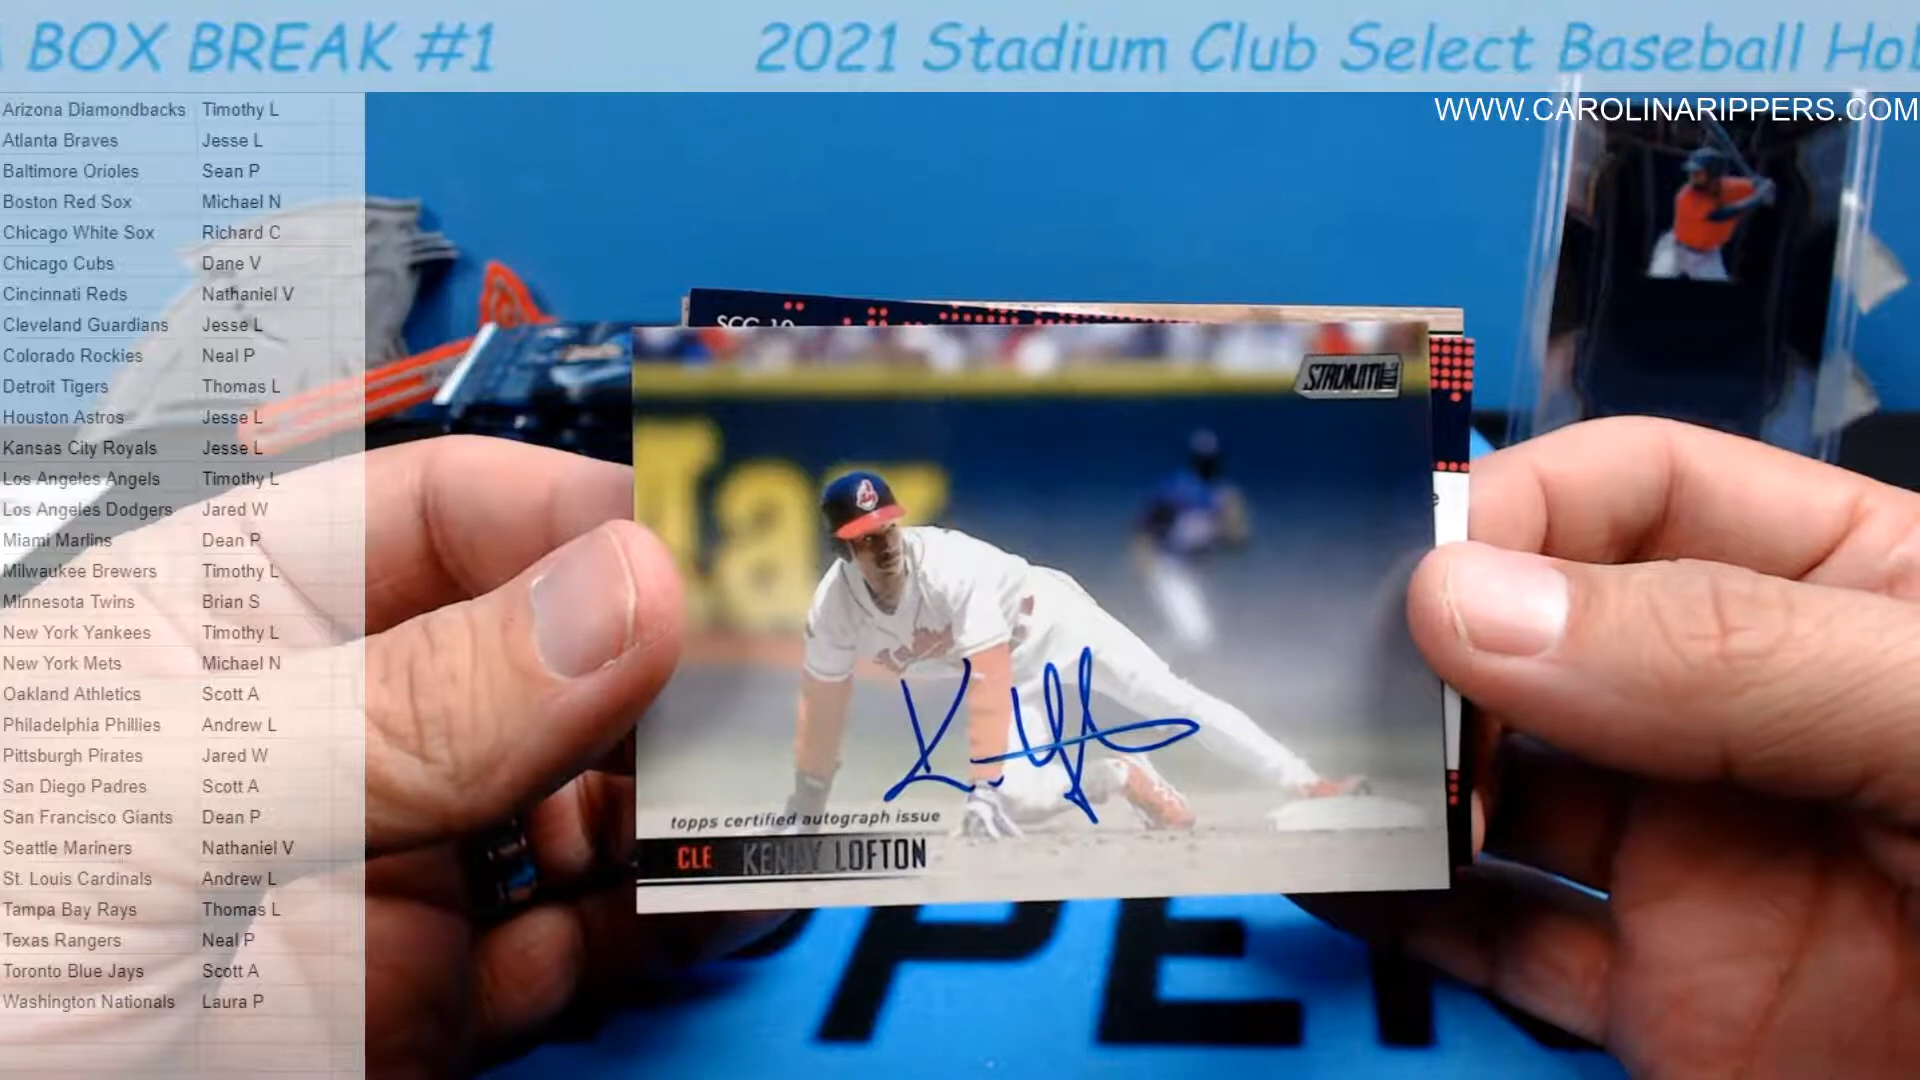 BOX BREAK #1
2021 Stadium Club Select Baseball Hob
WWW.CAROLINARIPPERS.COM
Arizona Diamondbacks Timothy L
Atlanta Braves Jesse L
Baltimore Orioles Sean P
Boston Red Sox Michael N
Chicago White Sox Richard C
Chicago Cubs Dane V
Cincinnati Reds Nathaniel V
Cleveland Guardians Jesse L
Colorado Rockies Neal P
Detroit Tigers Thomas L
Houston Astros Jesse L
Kansas City Royals Jesse L
Los Angeles Angels Timothy L
Los Angeles Dodgers Jared W
Miami Marlins Dean P
Milwaukee Brewers Timothy L
Minnesota Twins Brian S
New York Yankees Timothy L
New York Mets Michael N
Oakland Athletics Scott A
Philadelphia Phillies Andrew L
Pittsburgh Pirates Jared W
San Diego Padres Scott A
San Francisco Giants Dean P
Seattle Mariners Nathaniel V
St. Louis Cardinals Andrew L
Tampa Bay Rays Thomas L
Texas Rangers Neal P
Toronto Blue Jays Scott A
Washington Nationals Laura P
SCC-10
STADIUM CLUB
topps certified autograph issue
CLE KENNY LOFTON